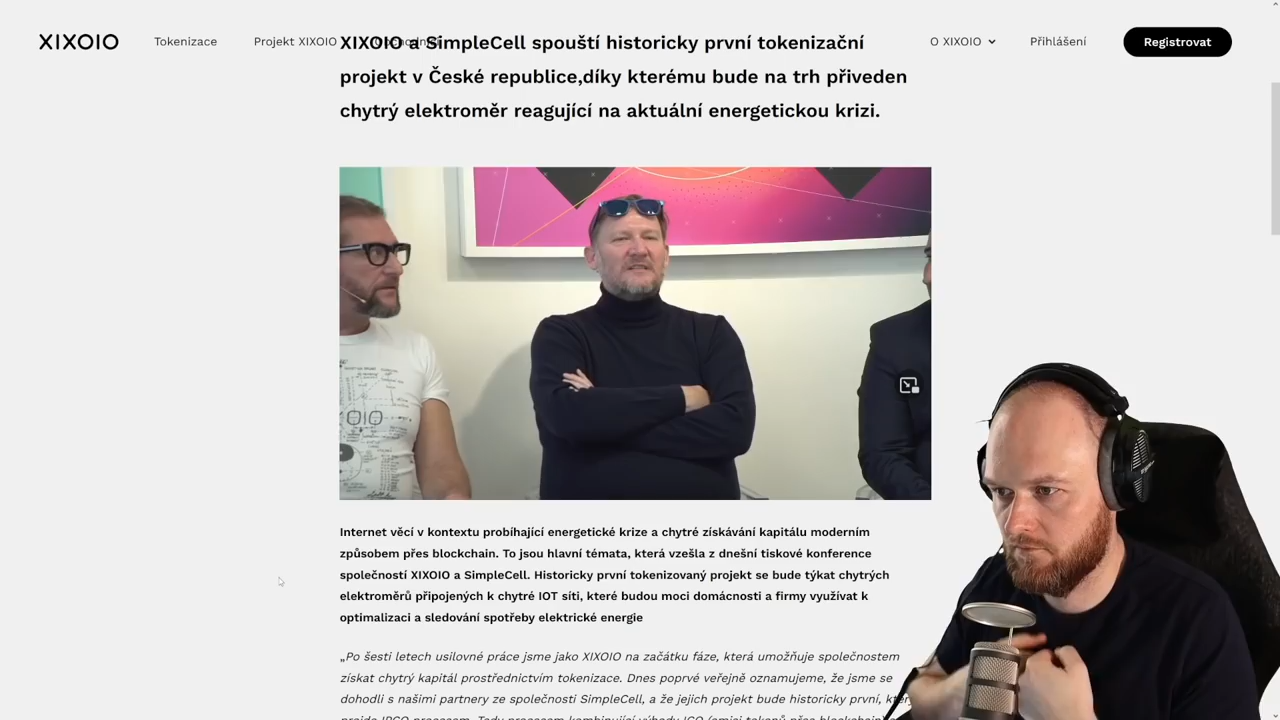 XIXOIO
Tokenizace
Projekt XIXOIO
O XIXOIO
Přihlášení
Registrovat
XIXOIO a SimpleCell spouští historicky první tokenizační
projekt v České republice,díky kterému bude na trh přiveden
chytrý elektroměr reagující na aktuální energetickou krizi.
OIO
Internet věcí v kontextu probíhající energetické krize a chytré získávání kapitálu moderním
způsobem přes blockchain. To jsou hlavní témata, která vzešla z dnešní tiskové konference
společností XIXOIO a SimpleCell. Historicky první tokenizovaný projekt se bude týkat chytrých
elektroměrů připojených k chytré IOT síti, které budou moci domácnosti a firmy využívat k
optimalizaci a sledování spotřeby elektrické energie
„Po šesti letech usilovné práce jsme jako XIXOIO na začátku fáze, která umožňuje společnostem
získat chytrý kapitál prostřednictvím tokenizace. Dnes poprvé veřejně oznamujeme, že jsme se
dohodli s našimi partnery ze společnosti SimpleCell, a že jejich projekt bude historicky první,